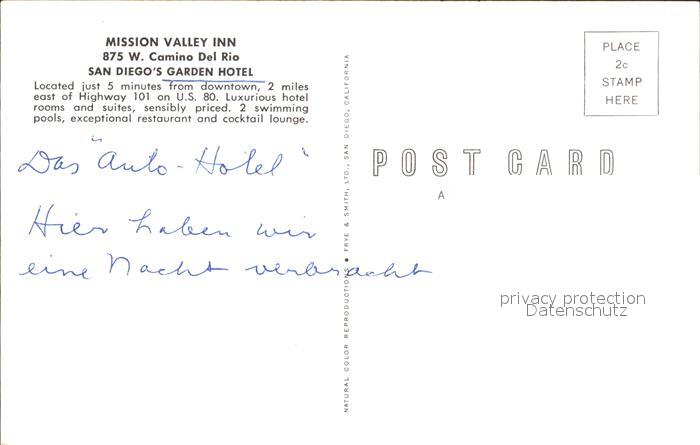 MISSION VALLEY INN
875 W. Camino Del Rio
SAN DIEGO'S GARDEN HOTEL
Located just 5 minutes from downtown, 2 miles
east of Highway 101 on U.S. 80. Luxurious hotel
rooms and suites, sensibly priced. 2 swimming
pools, exceptional restaurant and cocktail lounge.
Das "Auto-Hotel"
Hier haben wir
eine Nacht verbracht
NATURAL COLOR REPRODUCTIONS • FRYE & SMITH, LTD., SAN DIEGO, CALIFORNIA
PLACE
2c
STAMP
HERE
POST CARD
A
privacy protection
Datenschutz